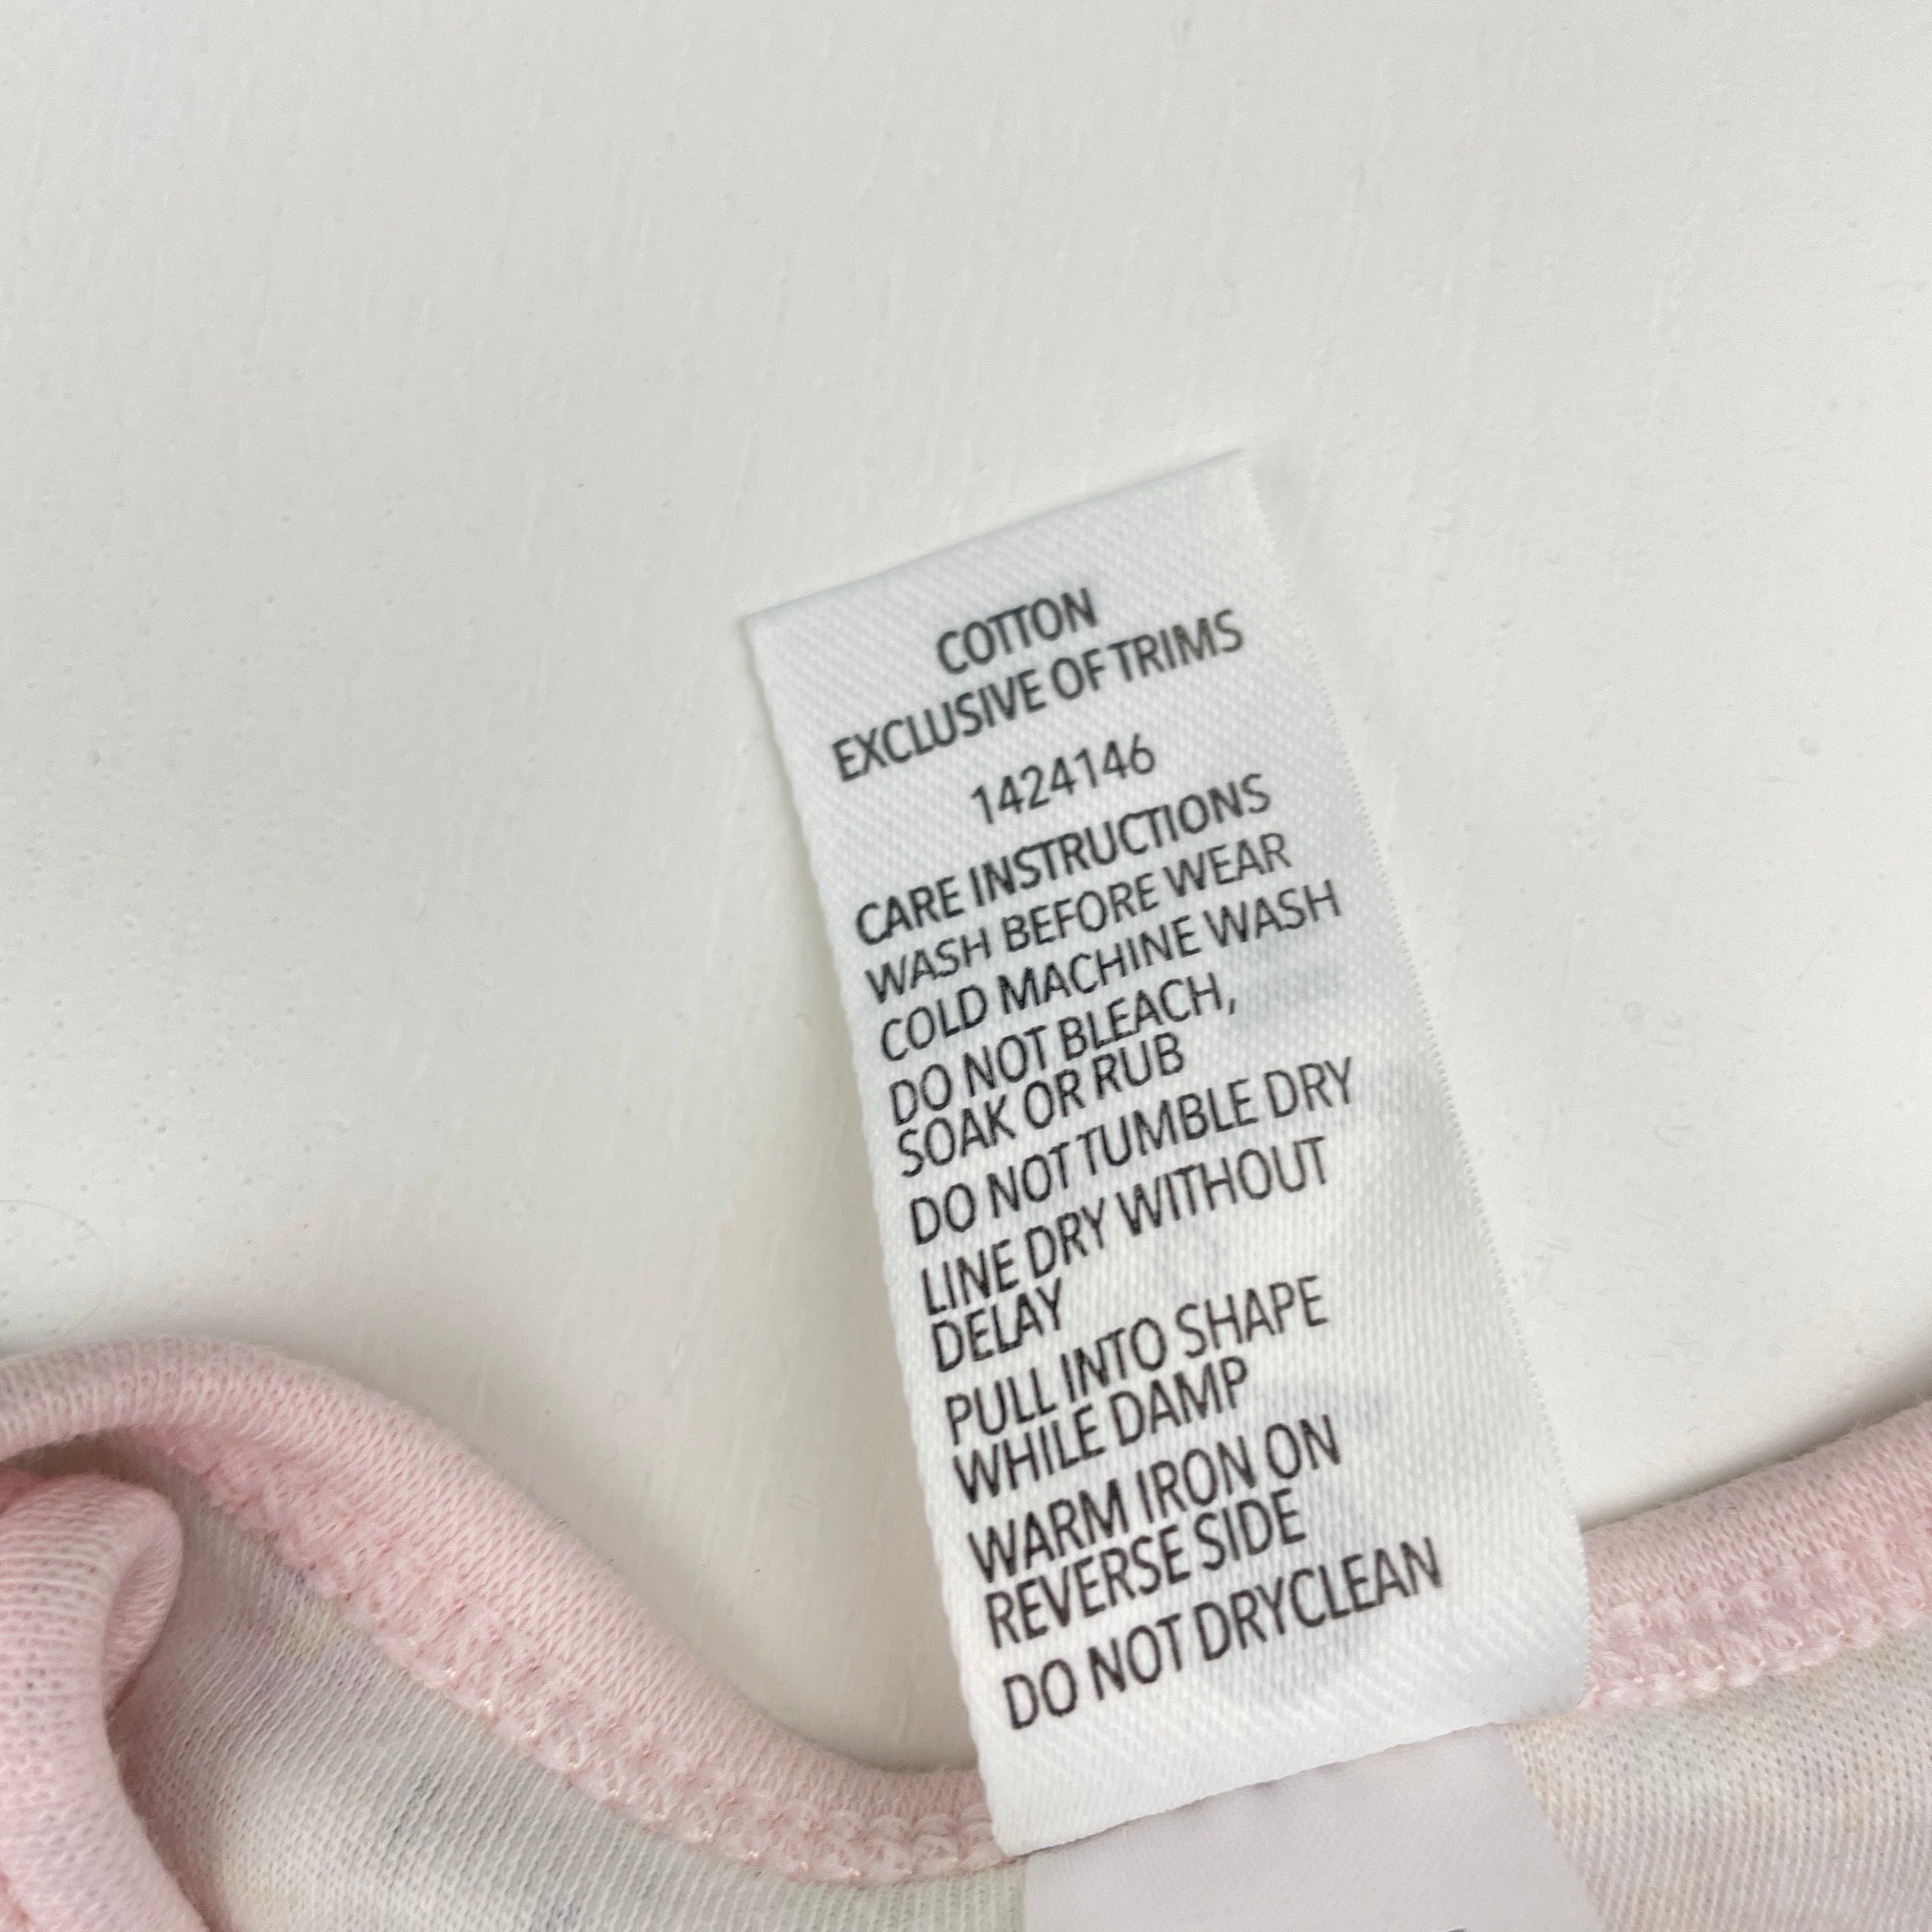 COTTON
EXCLUSIVE OF TRIMS
1424146
CARE INSTRUCTIONS
WASH BEFORE WEAR
COLD MACHINE WASH
DO NOT BLEACH,
SOAK OR RUB
DO NOT TUMBLE DRY
LINE DRY WITHOUT
DELAY
PULL INTO SHAPE
WHILE DAMP
WARM IRON ON
REVERSE SIDE
DO NOT DRYCLEAN